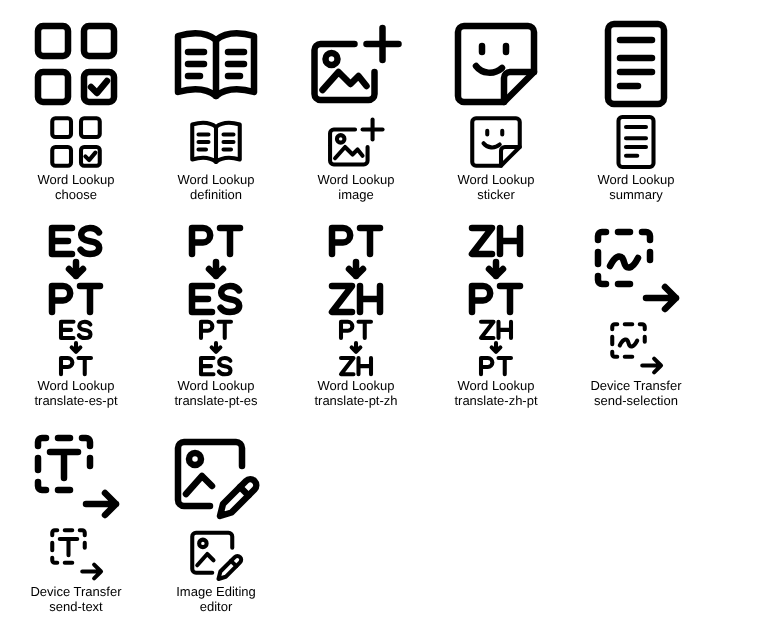 Word Lookup
choose
Word Lookup
definition
Word Lookup
image
Word Lookup
sticker
Word Lookup
summary
ES
PT
ES
PT
Word Lookup
translate-es-pt
PT
ES
PT
ES
Word Lookup
translate-pt-es
PT
ZH
PT
ZH
Word Lookup
translate-pt-zh
ZH
PT
ZH
PT
Word Lookup
translate-zh-pt
Device Transfer
send-selection
T
T
Device Transfer
send-text
Image Editing
editor